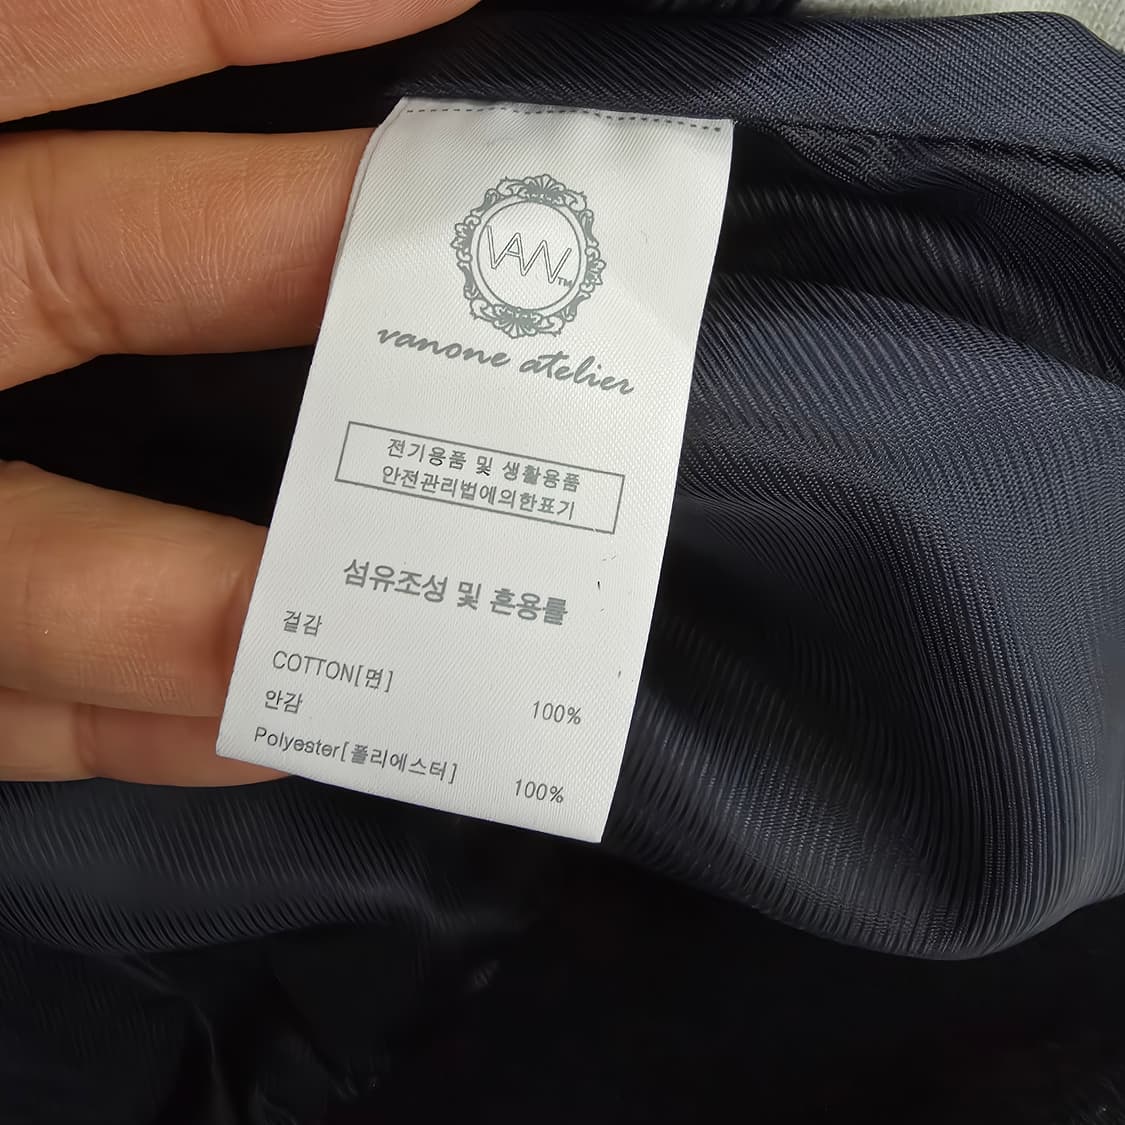 VAN™
vanone atelier
전기용품 및 생활용품
안전관리법에의한표기
섬유조성 및 혼용률
겉감
COTTON[면]
100%
안감
Polyester[폴리에스터]
100%